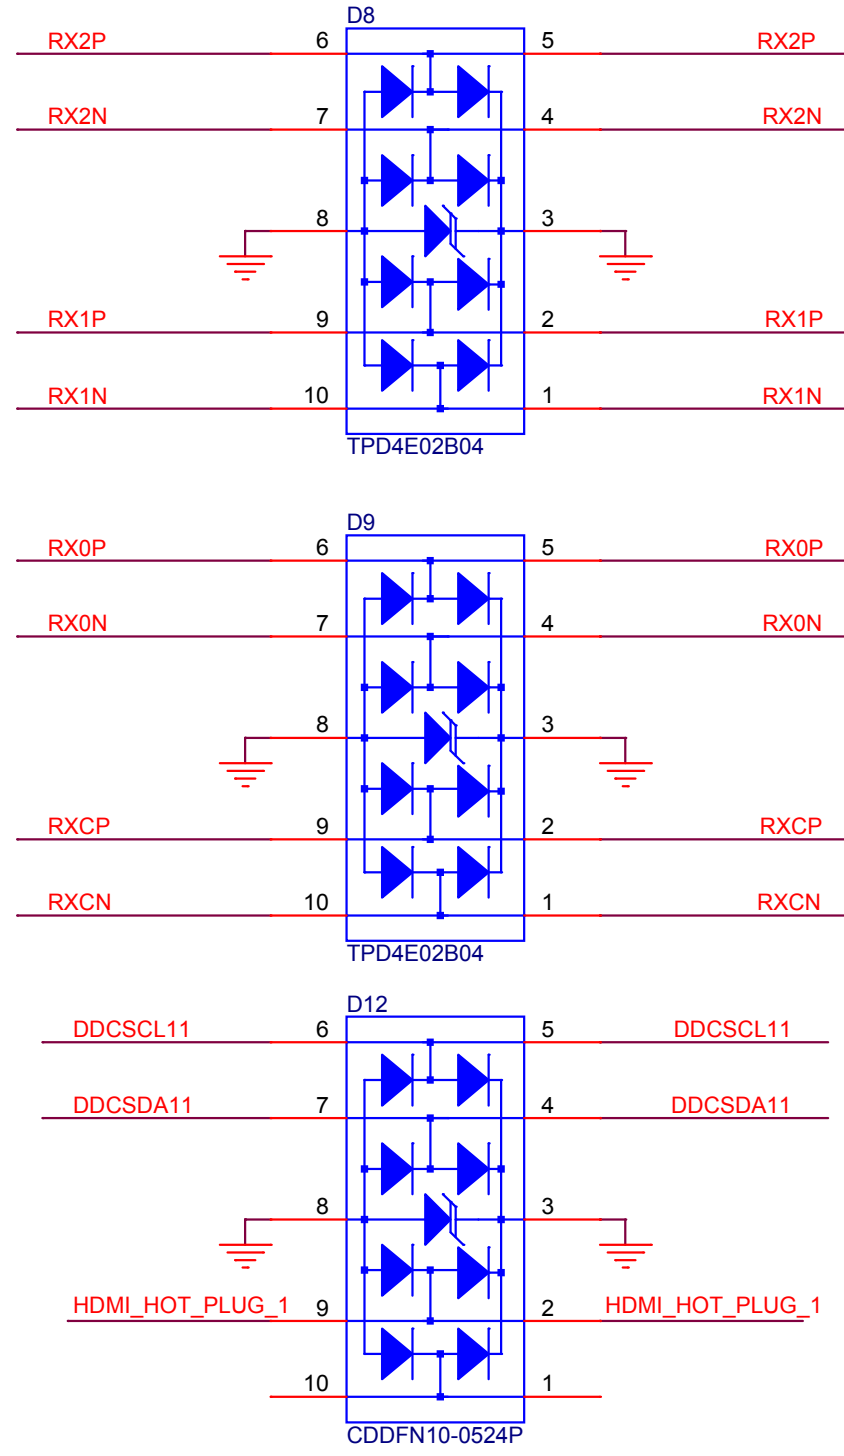 D8
RX2P 6 5 RX2P
RX2N 7 4 RX2N
8 3
RX1P 9 2 RX1P
RX1N 10 1 RX1N
TPD4E02B04
D9
RX0P 6 5 RX0P
RX0N 7 4 RX0N
8 3
RXCP 9 2 RXCP
RXCN 10 1 RXCN
TPD4E02B04
D12
DDCSCL11 6 5 DDCSCL11
DDCSDA11 7 4 DDCSDA11
8 3
HDMI_HOT_PLUG_1 9 2 HDMI_HOT_PLUG_1
10 1
CDDFN10-0524P